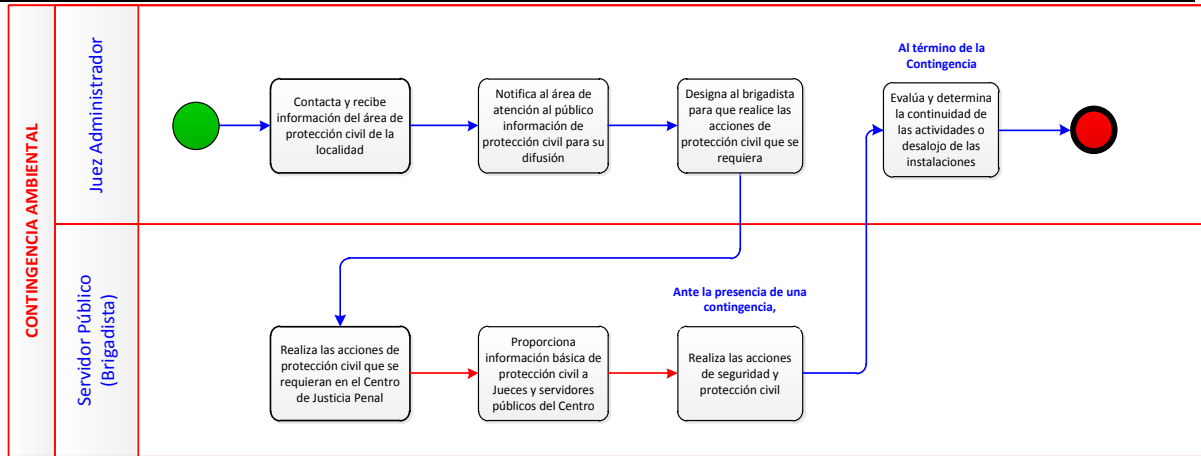 CONTINGENCIA AMBIENTAL
Juez Administrador
Contacta y recibe
información del área de
protección civil de la
localidad
Notifica al área de
atención al público
información de
protección civil para su
difusión
Designa al brigadista
para que realice las
acciones de
protección civil que se
requiera
Al término de la
Contingencia
Evalúa y determina
la continuidad de
las actividades o
desalojo de las
instalaciones
Servidor Público
(Brigadista)
Realiza las acciones de
protección civil que se
requieran en el Centro
de Justicia Penal
Proporciona
información básica de
protección civil a
Jueces y servidores
públicos del Centro
Ante la presencia de una
contingencia,
Realiza las acciones
de seguridad y
protección civil